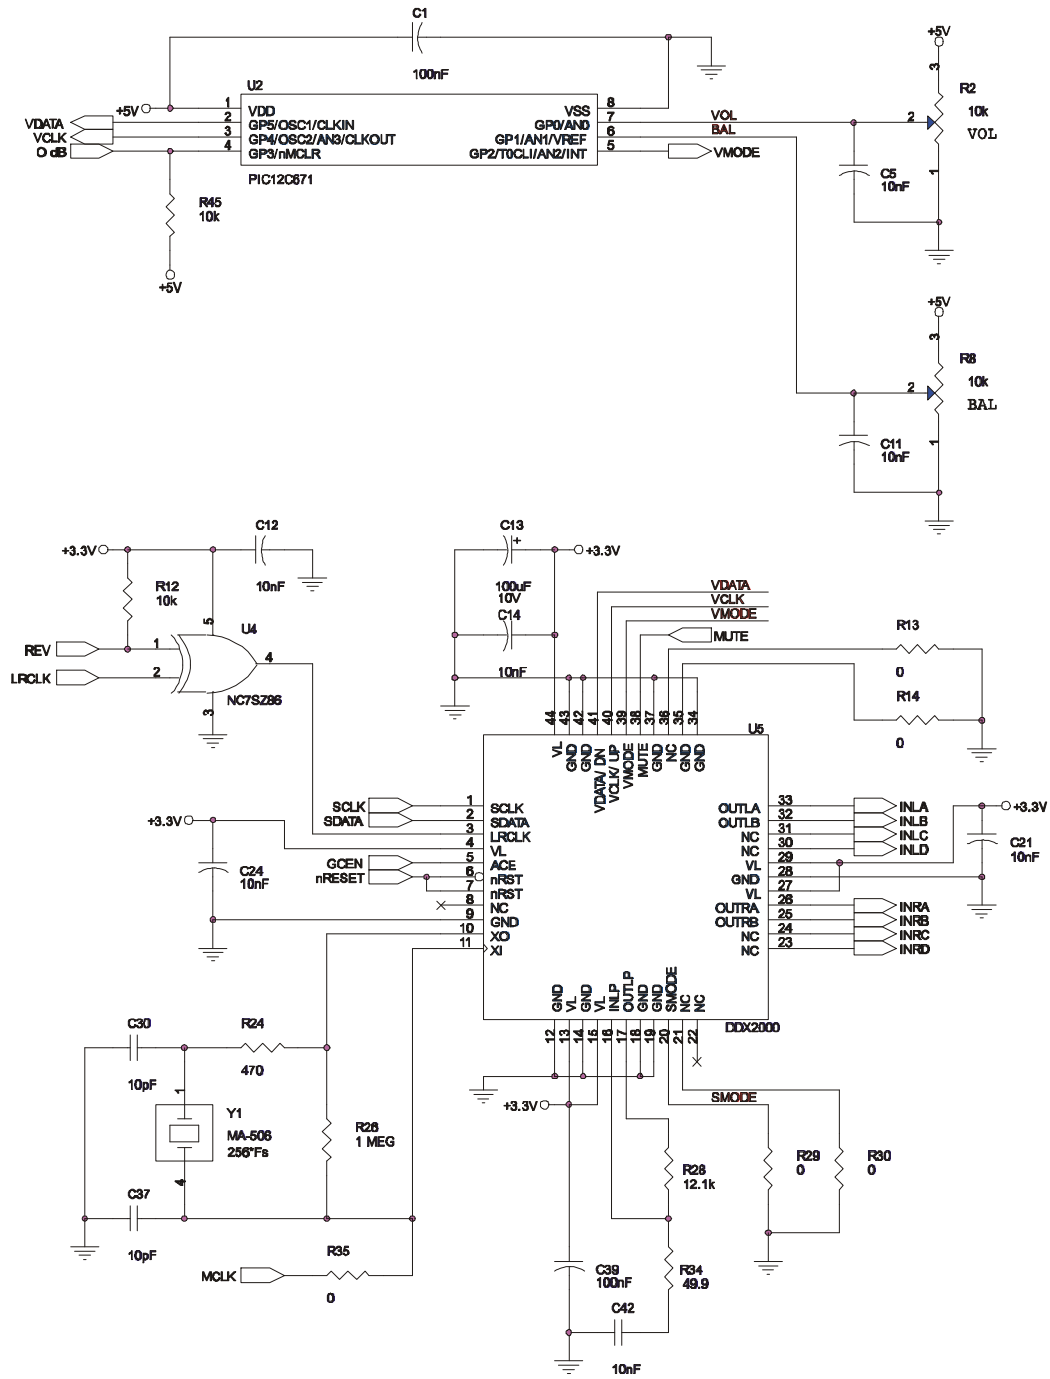 C1
100nF
U2
+5V
1 VDD
2 GP5/OSC1/CLKIN
3 GP4/OSC2/AN3/CLKOUT
4 GP3/nMCLR
VSS 8
GP0/AN0 7
GP1/AN1/VREF 6
GP2/T0CLI/AN2/INT 5
VDATA
VCLK
O dB
VOL
BAL
VMODE
PIC12C671
R45
10k
+5V
+5V
3
R2
10k
VOL
2
1
C5
10nF
+5V
3
R8
10k
BAL
2
1
C11
10nF
C12
+3.3V
10nF
R12
10k
5
U4
REV
1
LRCLK
2
4
3
NC7SZ86
C13
+
+3.3V
100uF
10V
C14
10nF
VDATA
VCLK
VMODE
MUTE
R13
0
R14
0
U5
44 43 42 41 40 39 38 37 36 35 34
VL GND GND VDATA/ DN VCLK/ UP VMODE MUTE GND NC GND GND
SCLK 1 SCLK
SDATA 2 SDATA
3 LRCLK
+3.3V 4 VL
GCEN 5 ACE
nRESET 6 nRST
7 nRST
8 NC
9 GND
10 XO
11 XI
C24
10nF
OUTLA 33 INLA
OUTLB 32 INLB
NC 31 INLC
NC 30 INLD
VL 29
GND 28
VL 27
OUTRA 26 INRA
OUTRB 25 INRB
NC 24 INRC
NC 23 INRD
+3.3V
C21
10nF
GND VL GND VL INLP OUTLP GND GND SMODE NC NC
12 13 14 15 16 17 18 19 20 21 22
DDX2000
C30
10pF
R24
470
1
Y1
MA-506
256*Fs
4
R26
1 MEG
C37
10pF
R35
0
MCLK
+3.3V
SMODE
R28
12.1k
R29
0
R30
0
C39
100nF
R34
49.9
C42
10nF